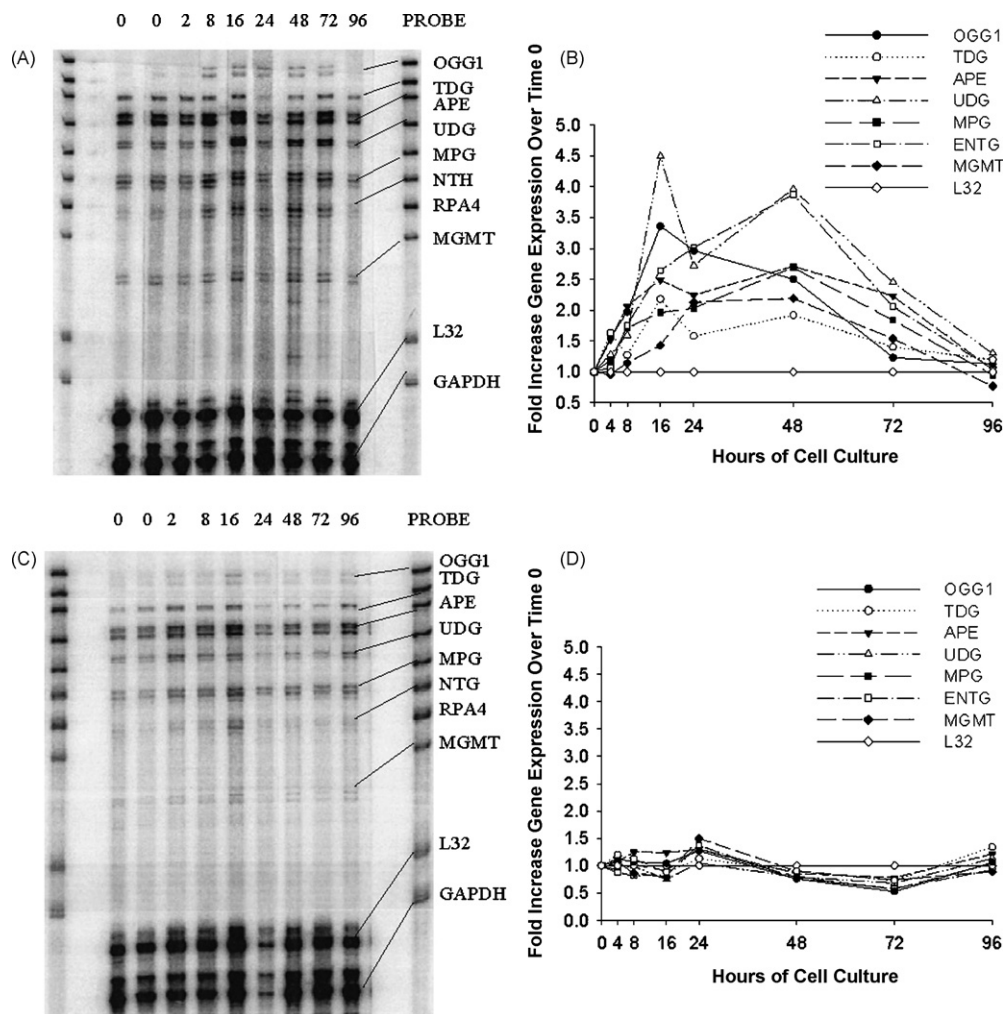 0 0 2 8 16 24 48 72 96 PROBE
(A)
OGG1
TDG
APE
UDG
MPG
NTH
RPA4
MGMT
L32
GAPDH
(B)
OGG1
TDG
APE
UDG
MPG
ENTG
MGMT
L32
Fold Increase Gene Expression Over Time 0
5.0
4.5
4.0
3.5
3.0
2.5
2.0
1.5
1.0
0.5
0 4 8 16 24 48 72 96
Hours of Cell Culture
0 0 2 8 16 24 48 72 96 PROBE
(C)
OGG1
TDG
APE
UDG
MPG
NTG
RPA4
MGMT
L32
GAPDH
(D)
OGG1
TDG
APE
UDG
MPG
ENTG
MGMT
L32
Fold Increase Gene Expression Over Time 0
5.0
4.5
4.0
3.5
3.0
2.5
2.0
1.5
1.0
0.5
0.0
0 4 8 16 24 48 72 96
Hours of Cell Culture